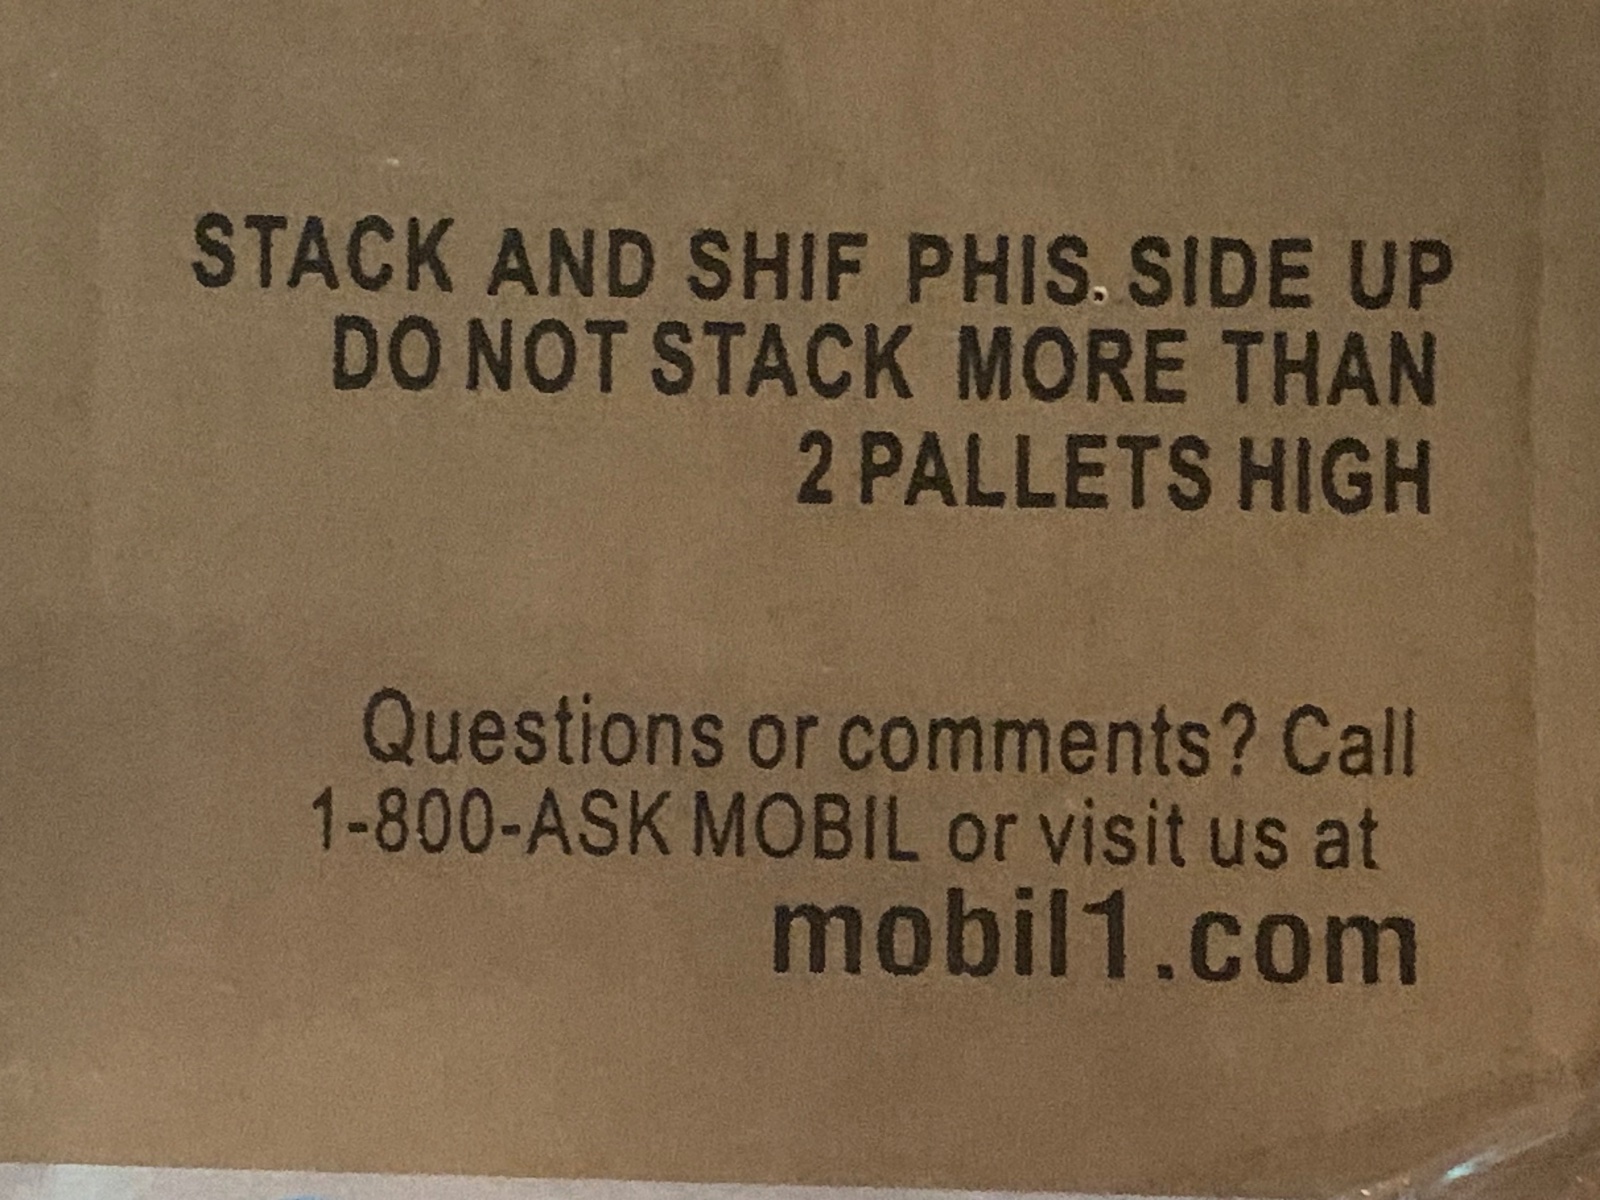 STACK AND SHIF PHIS. SIDE UP
DO NOT STACK MORE THAN
2 PALLETS HIGH
Questions or comments? Call
1-800-ASK MOBIL or visit us at
mobil1.com